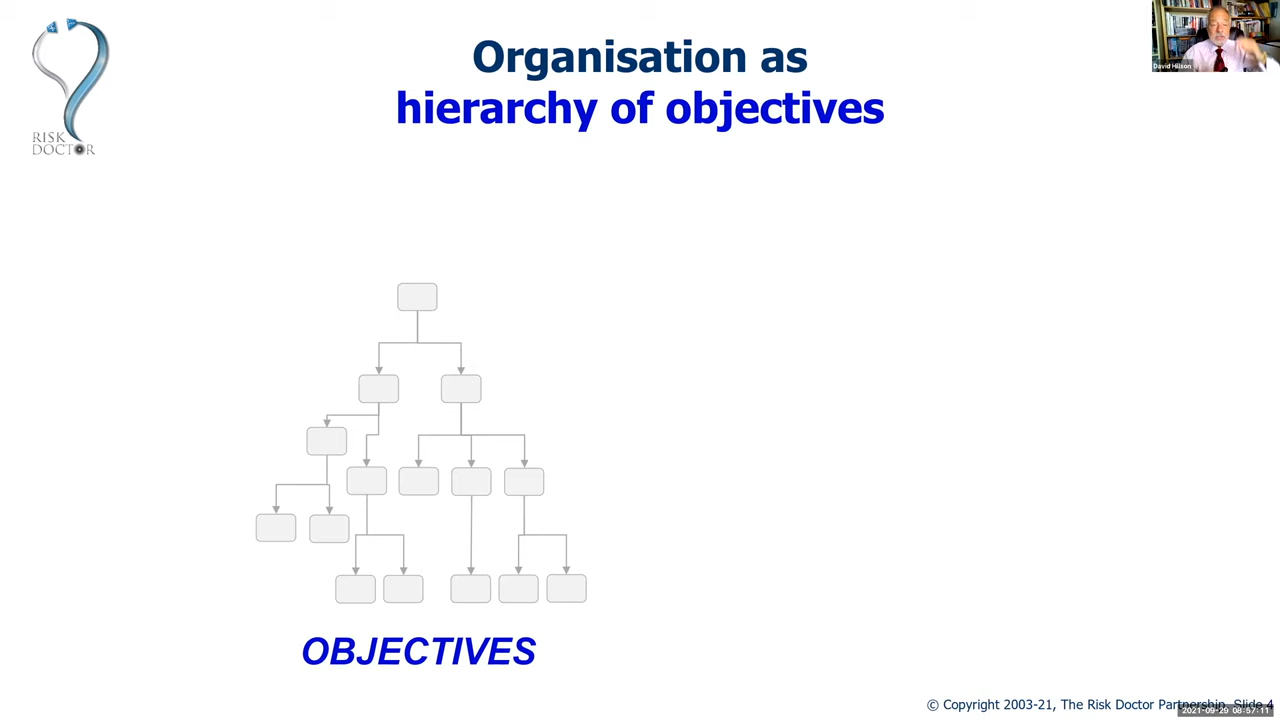 Organisation as
hierarchy of objectives
David Hillson
RISK
DOCTOR
OBJECTIVES
© Copyright 2003-21, The Risk Doctor Partnership, Slide 4
2021-09-29 08:57:11